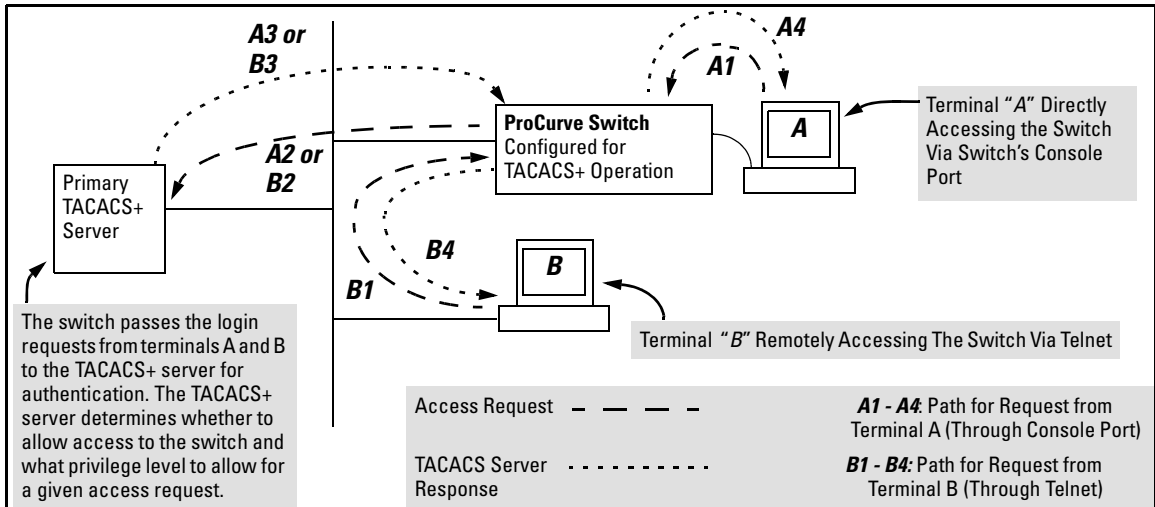 A3 or
B3
A4
A1
ProCurve Switch
Configured for
TACACS+ Operation
A
Terminal “A” Directly
Accessing the Switch
Via Switch’s Console
Port
A2 or
B2
Primary
TACACS+
Server
B4
B1
B
Terminal “B” Remotely Accessing The Switch Via Telnet
The switch passes the login
requests from terminals A and B
to the TACACS+ server for
authentication. The TACACS+
server determines whether to
allow access to the switch and
what privilege level to allow for
a given access request.
Access Request
A1 - A4: Path for Request from
Terminal A (Through Console Port)
TACACS Server
Response
B1 - B4: Path for Request from
Terminal B (Through Telnet)